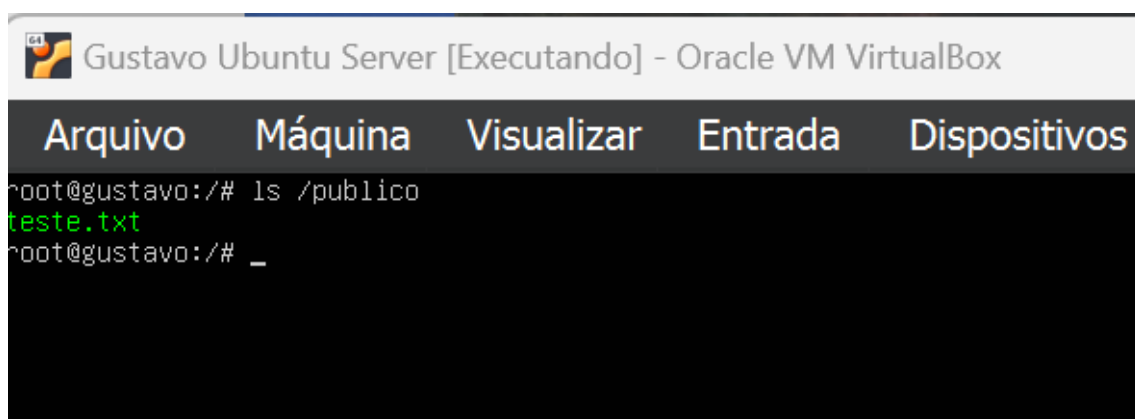 64
Gustavo Ubuntu Server [Executando] - Oracle VM VirtualBox
Arquivo Máquina Visualizar Entrada Dispositivos
root@gustavo:/# ls /publico
teste.txt
root@gustavo:/# _